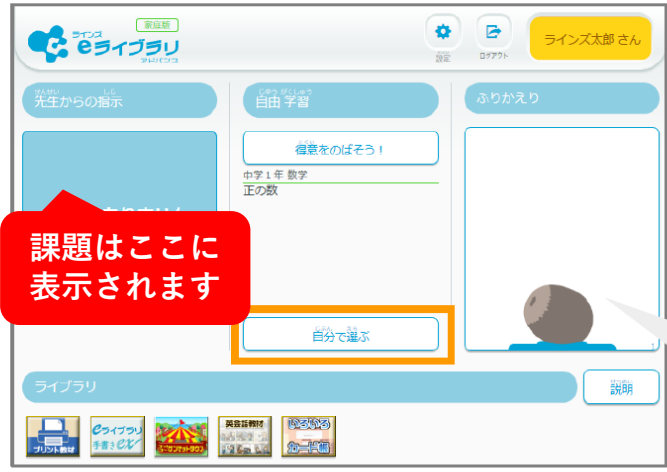 ラインズ
eライブラリ
アドバンス
家庭版
設定
ログアウト
ラインズ太郎 さん
先生からの指示
課題はここに
表示されます
自由 学習
得意をのばそう！
中学１年 数学
正の数
自分で選ぶ
ふりかえり
1
ライブラリ
説明
プリント教材
eライブラリ
手書きEX
英会話教材
いろいろ
カード帳